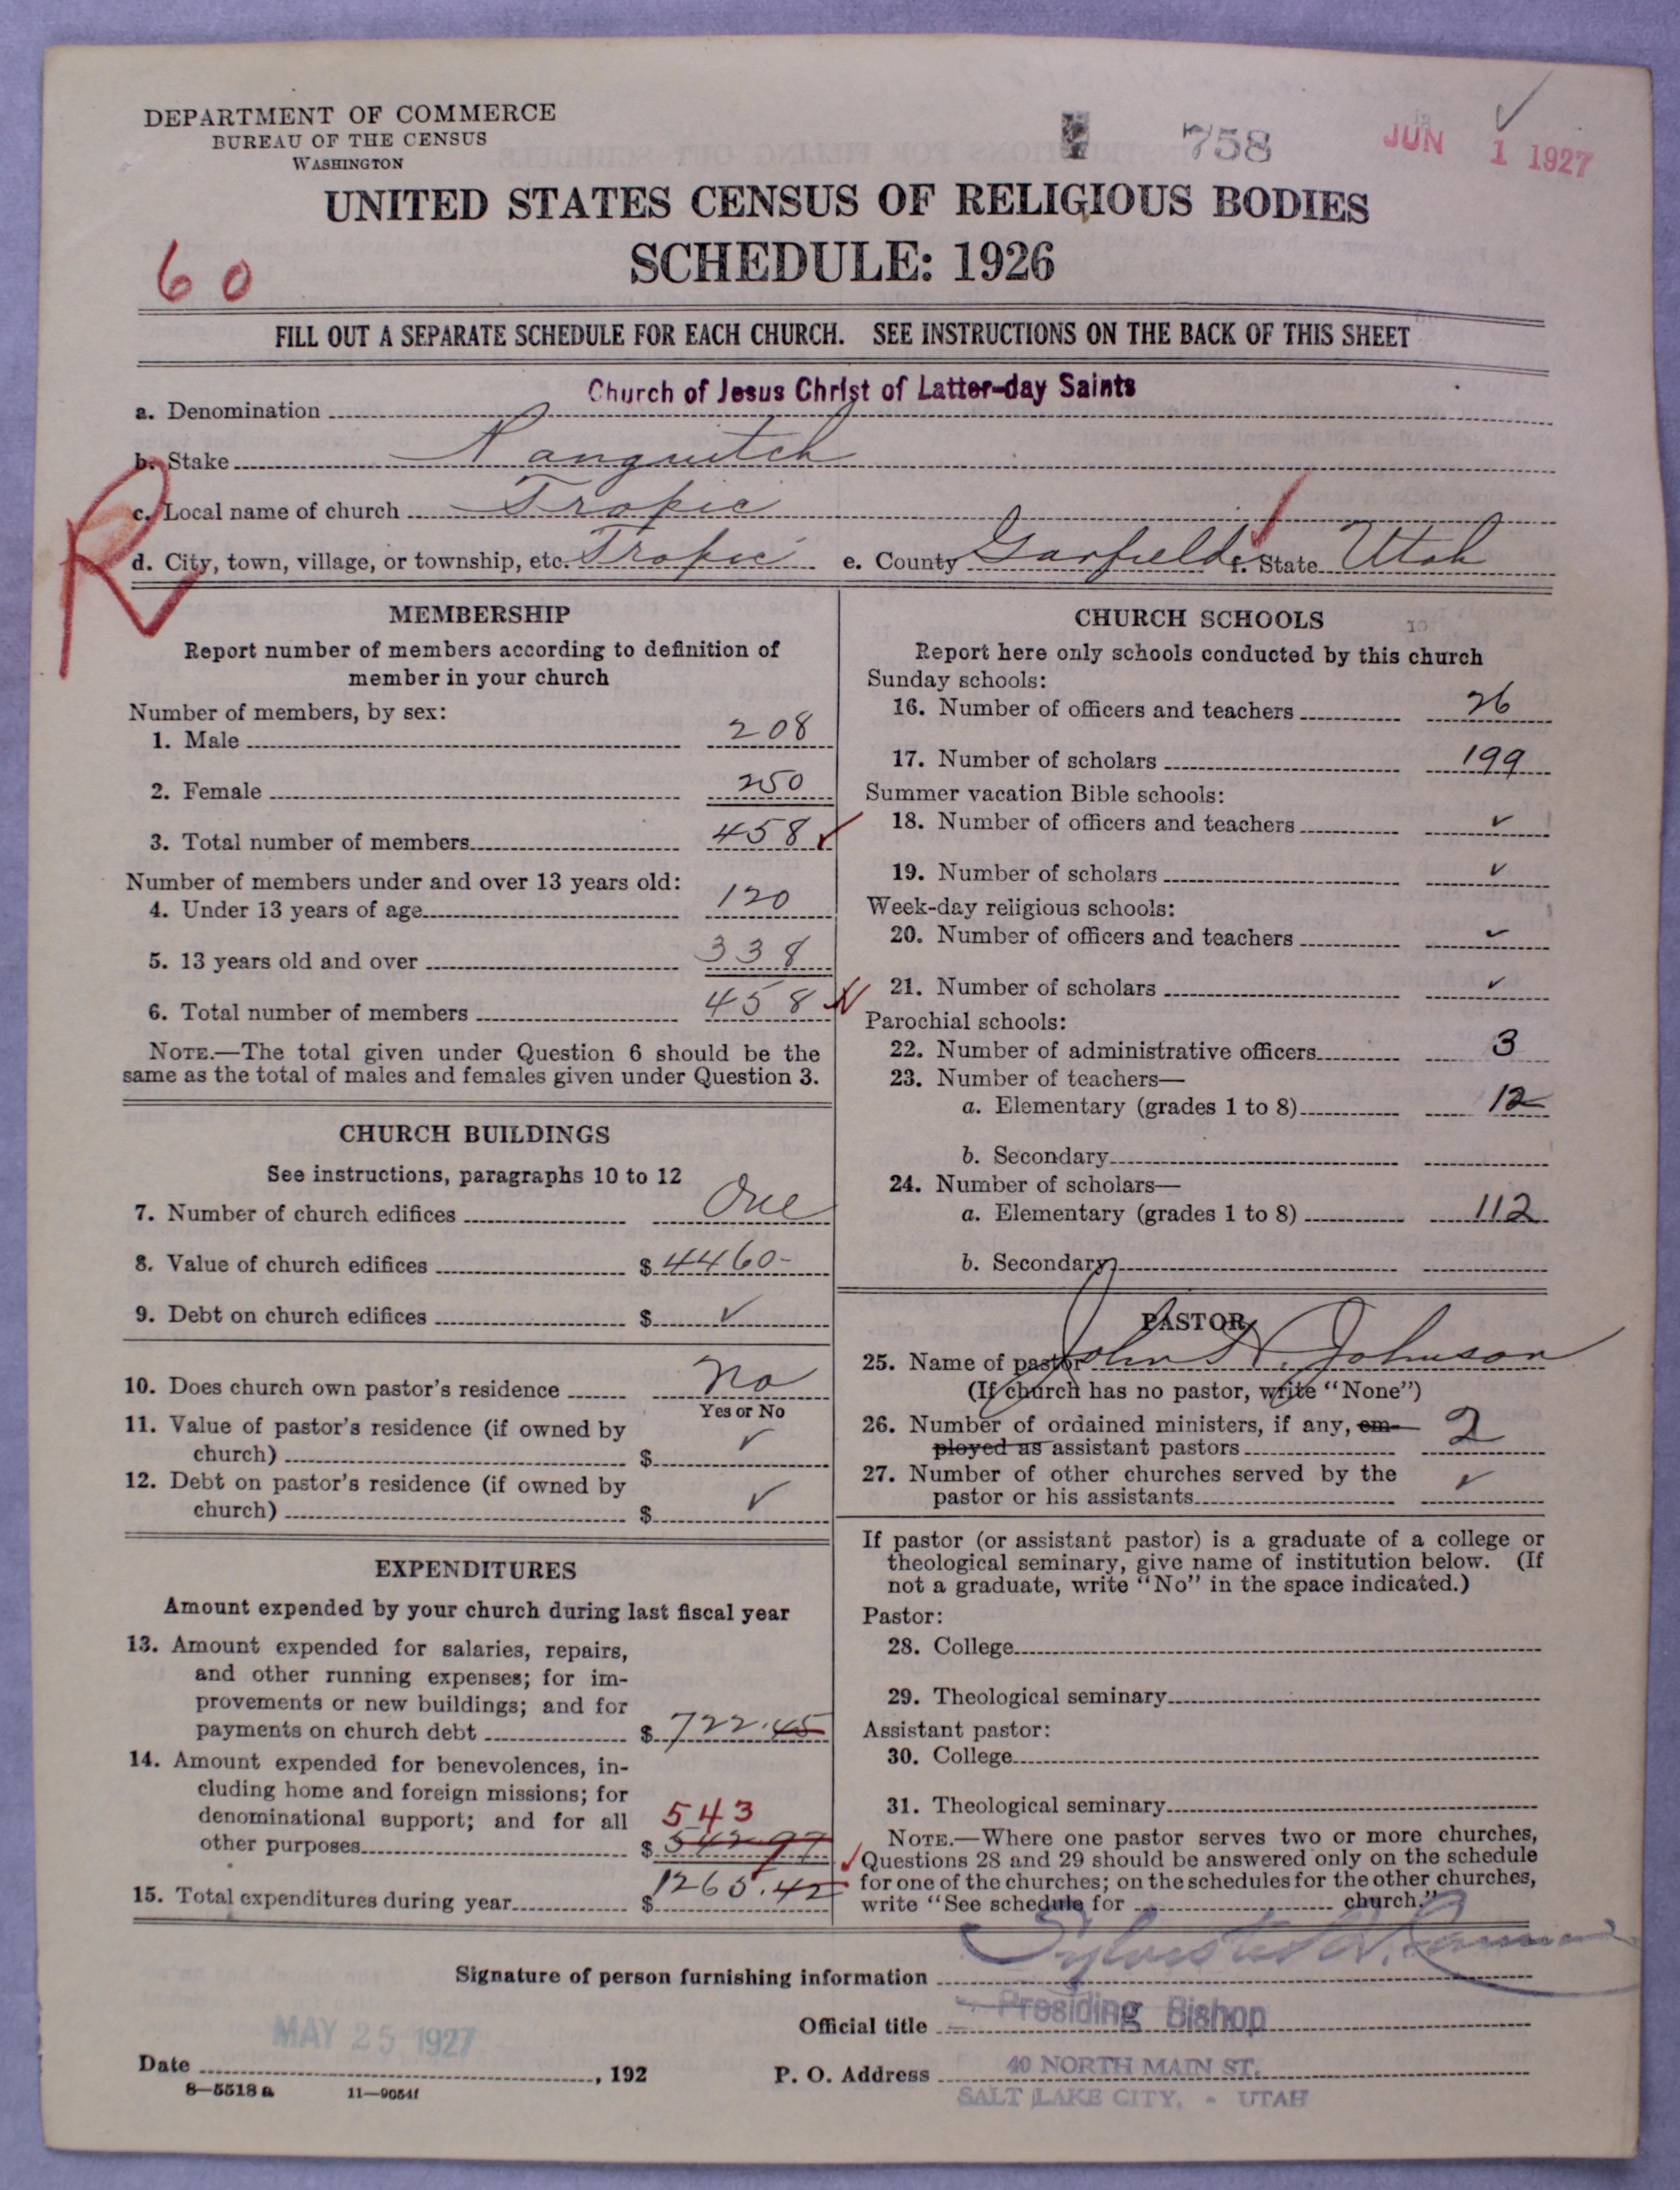 DEPARTMENT OF COMMERCE
BUREAU OF THE CENSUS
WASHINGTON
758
JUN 1 1927
UNITED STATES CENSUS OF RELIGIOUS BODIES
SCHEDULE: 1926
60
FILL OUT A SEPARATE SCHEDULE FOR EACH CHURCH. SEE INSTRUCTIONS ON THE BACK OF THIS SHEET
a. Denomination Church of Jesus Christ of Latter-day Saints
b. Stake Panguitch
R
c. Local name of church Tropic
d. City, town, village, or township, etc. Tropic e. County Garfield f. State Utah
MEMBERSHIP
Report number of members according to definition of
member in your church
Number of members, by sex:
1. Male 208
2. Female 250
3. Total number of members 458
Number of members under and over 13 years old:
4. Under 13 years of age 120
5. 13 years old and over 338
6. Total number of members 458
NOTE.—The total given under Question 6 should be the
same as the total of males and females given under Question 3.
CHURCH BUILDINGS
See instructions, paragraphs 10 to 12
7. Number of church edifices One
8. Value of church edifices $ 4460-
9. Debt on church edifices $ ✓
10. Does church own pastor's residence No
Yes or No
11. Value of pastor's residence (if owned by
church) $ ✓
12. Debt on pastor's residence (if owned by
church) $ ✓
EXPENDITURES
Amount expended by your church during last fiscal year
13. Amount expended for salaries, repairs,
and other running expenses; for im-
provements or new buildings; and for
payments on church debt $ 722.45
14. Amount expended for benevolences, in-
cluding home and foreign missions; for
denominational support; and for all 543
other purposes $ 542.97
15. Total expenditures during year $ 1265.42
CHURCH SCHOOLS
Report here only schools conducted by this church
Sunday schools:
16. Number of officers and teachers 26
17. Number of scholars 199
Summer vacation Bible schools:
18. Number of officers and teachers ✓
19. Number of scholars ✓
Week-day religious schools:
20. Number of officers and teachers ✓
21. Number of scholars ✓
Parochial schools:
22. Number of administrative officers 3
23. Number of teachers—
a. Elementary (grades 1 to 8) 12
b. Secondary
24. Number of scholars—
a. Elementary (grades 1 to 8) 112
b. Secondary
PASTOR
25. Name of pastor John H. Johnson
(If church has no pastor, write "None")
26. Number of ordained ministers, if any, em-
ployed as assistant pastors 2
27. Number of other churches served by the
pastor or his assistants ✓
If pastor (or assistant pastor) is a graduate of a college or
theological seminary, give name of institution below. (If
not a graduate, write "No" in the space indicated.)
Pastor:
28. College
29. Theological seminary
Assistant pastor:
30. College
31. Theological seminary
NOTE.—Where one pastor serves two or more churches,
Questions 28 and 29 should be answered only on the schedule
for one of the churches; on the schedules for the other churches,
write "See schedule for church."
Signature of person furnishing information Sylvester Q. Cannon
Official title Presiding Bishop
MAY 25 1927
Date , 192
P. O. Address 40 NORTH MAIN ST.
SALT LAKE CITY, - UTAH
8—5518 a 11—9054f